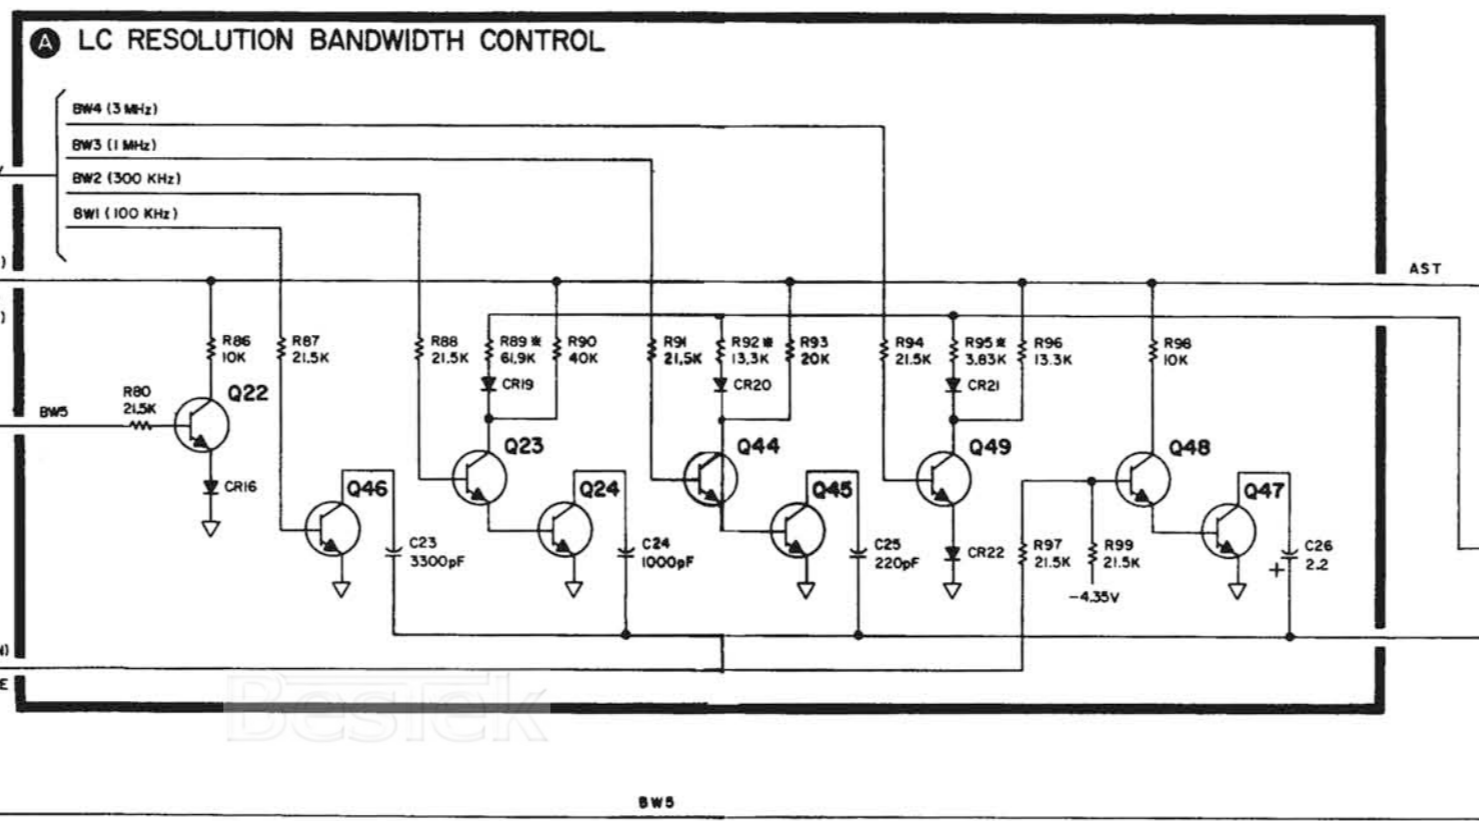 A LC RESOLUTION BANDWIDTH CONTROL
BW4 (3 MHz)
BW3 (1 MHz)
BW2 (300 KHz)
BW1 (100 KHz)
)
AST
)
R86
10K
R87
21.5K
R88
21.5K
R89*
61.9K
R90
40K
R91
21.5K
R92*
13.3K
R93
20K
R94
21.5K
R95*
3.83K
R96
13.3K
R98
10K
CR19
CR20
CR21
R80
21.5K
Q22
BW5
Q23
Q44
Q49
Q48
CR16
Q46
Q24
Q45
Q47
C23
3300pF
C24
1000pF
C25
220pF
CR22
R97
21.5K
R99
21.5K
C26
2.2
+
-4.35V
)
E
BesTek
BW5